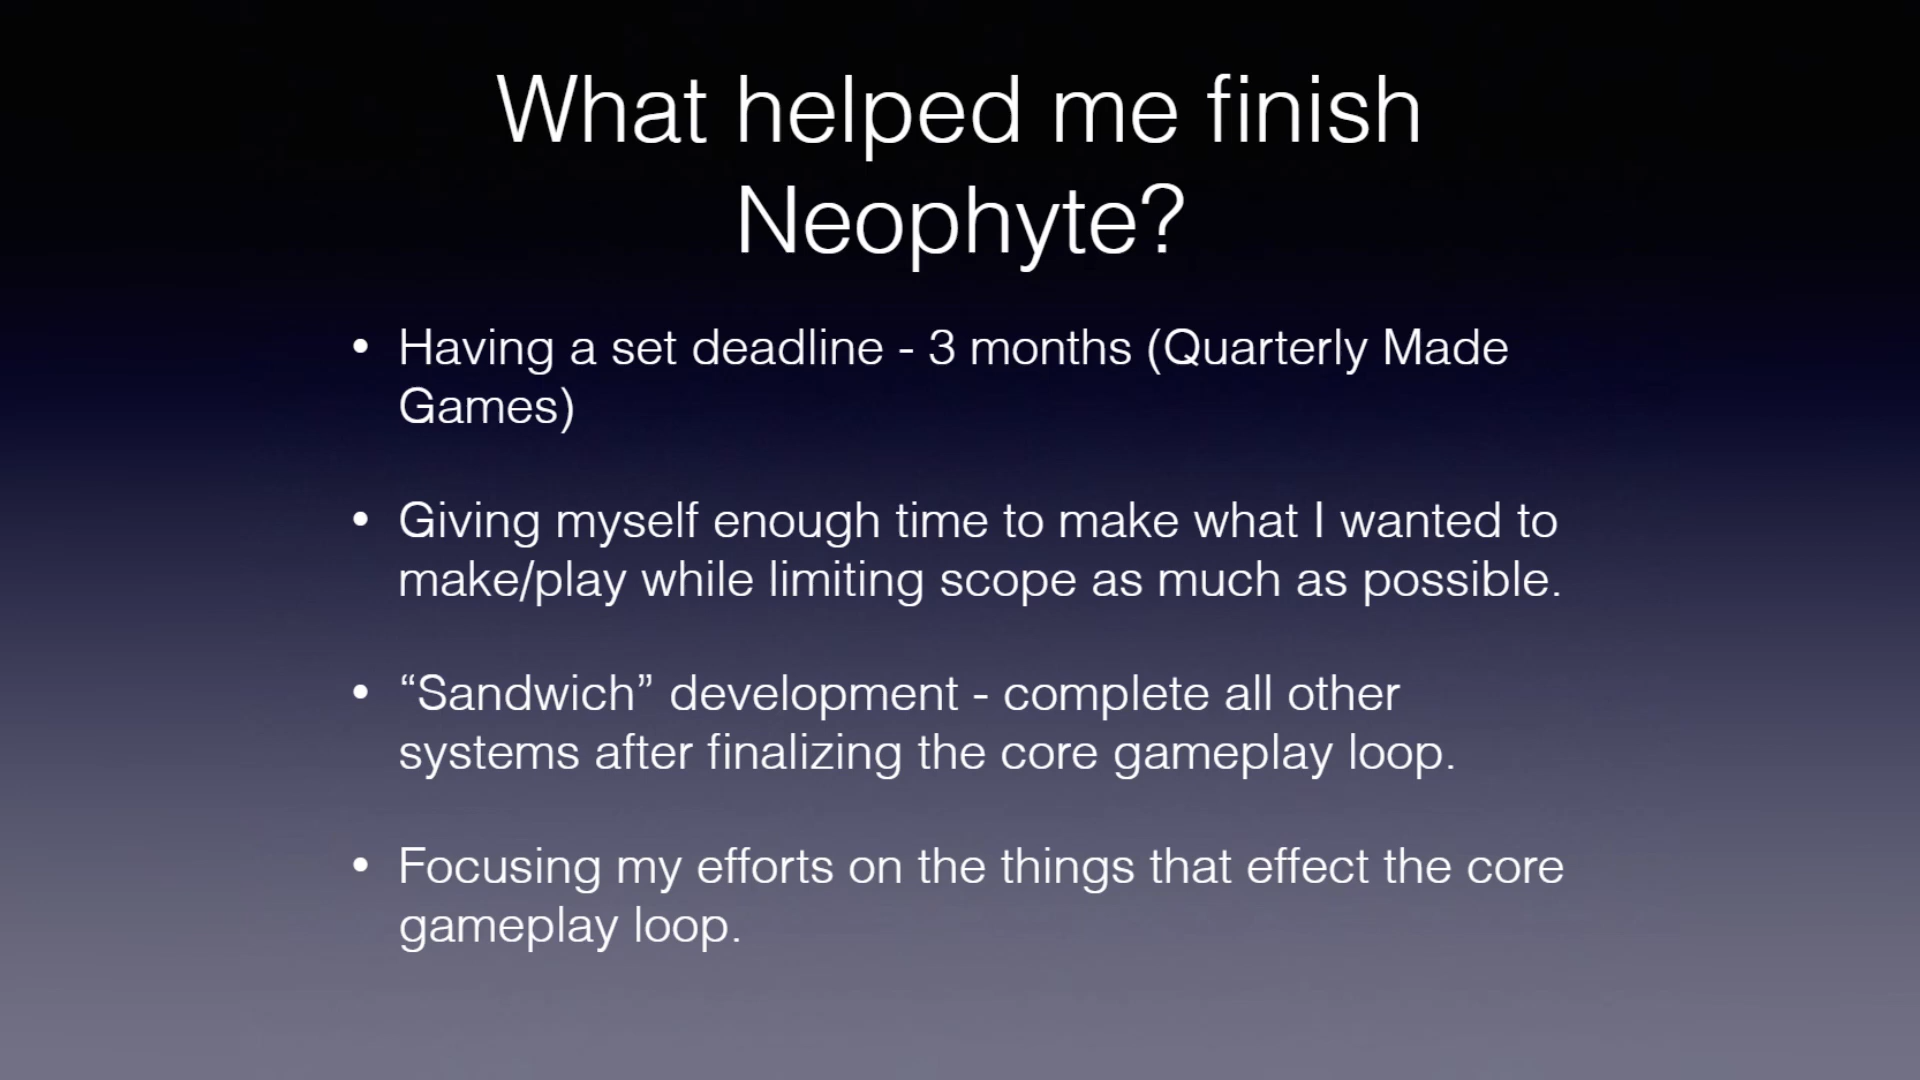 What helped me finish
Neophyte?
• Having a set deadline - 3 months (Quarterly Made
Games)
• Giving myself enough time to make what I wanted to
make/play while limiting scope as much as possible.
• “Sandwich” development - complete all other
systems after finalizing the core gameplay loop.
• Focusing my efforts on the things that effect the core
gameplay loop.